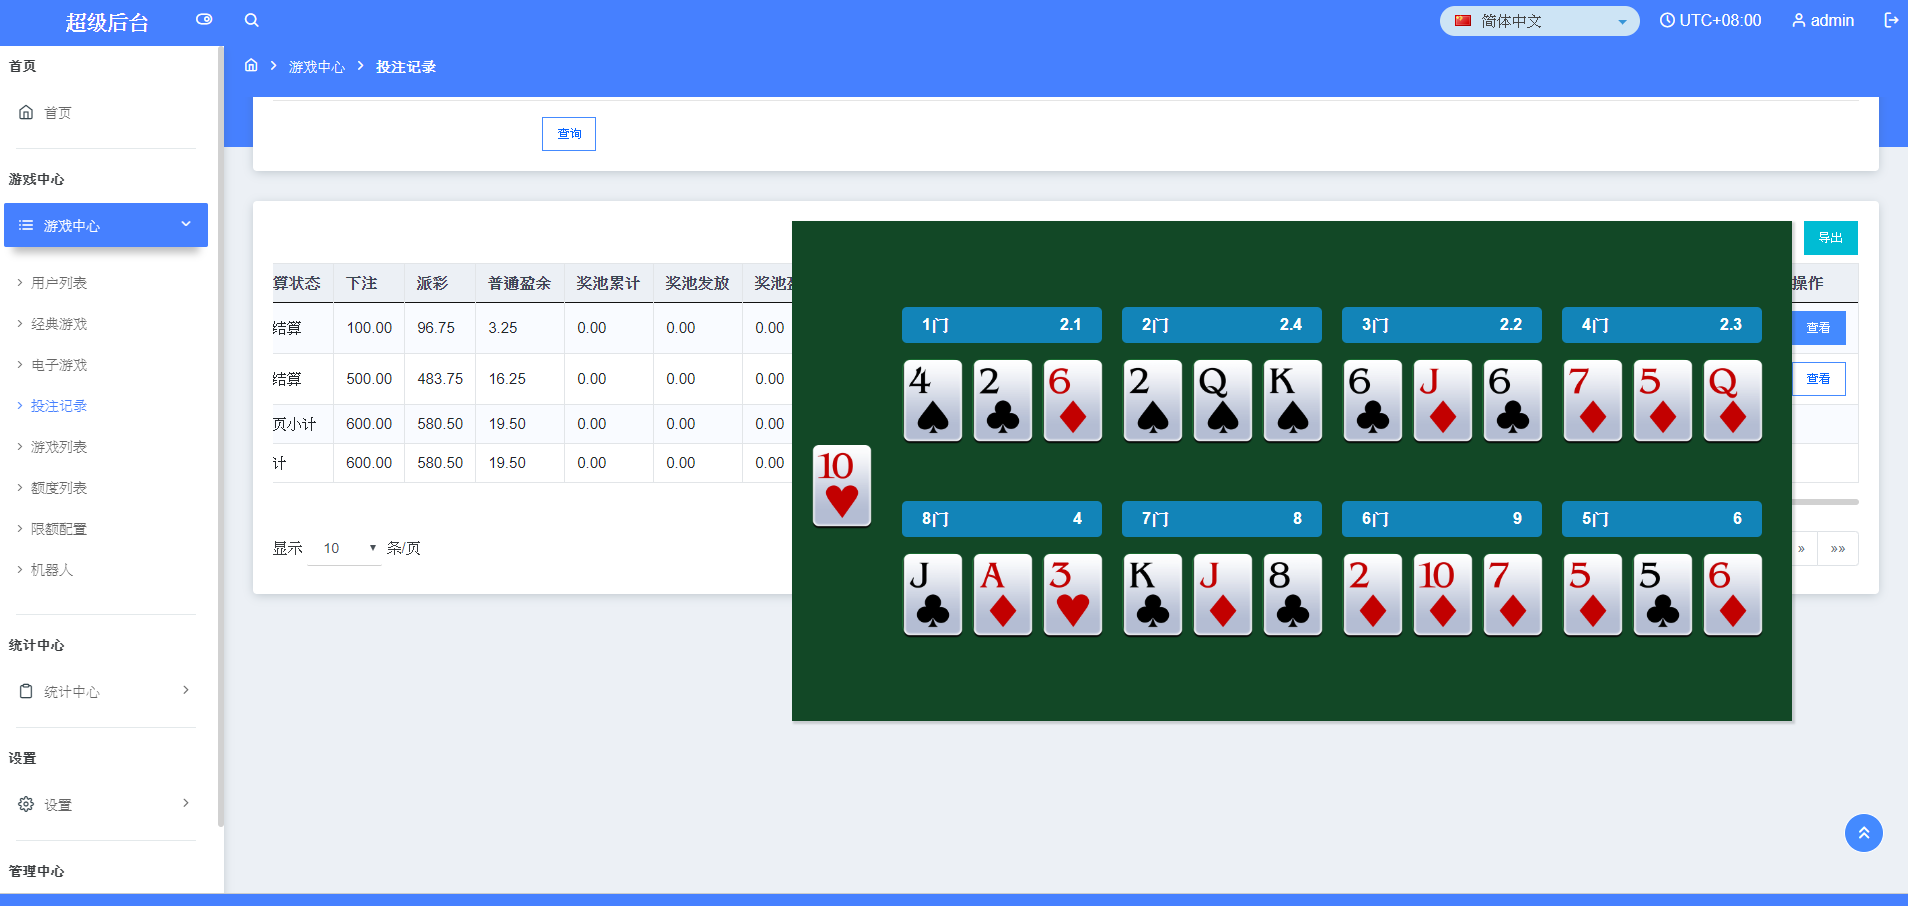 超级后台
简体中文
UTC+08:00
admin
首页
首页
游戏中心
游戏中心
用户列表
经典游戏
电子游戏
投注记录
游戏列表
额度列表
限额配置
机器人
统计中心
统计中心
设置
设置
管理中心
游戏中心 投注记录
查询
导出
算状态 下注 派彩 普通盈余 奖池累计 奖池发放 奖池 操作
结算 100.00 96.75 3.25 0.00 0.00 0.00 查看
结算 500.00 483.75 16.25 0.00 0.00 0.00 查看
页小计 600.00 580.50 19.50 0.00 0.00 0.00
计 600.00 580.50 19.50 0.00 0.00 0.00
显示 10 条/页
» »»
1门 2.1 2门 2.4 3门 2.2 4门 2.3
4 2 6 2 Q K 6 J 6 7 5 Q
10
8门 4 7门 8 6门 9 5门 6
J A 3 K J 8 2 10 7 5 5 6